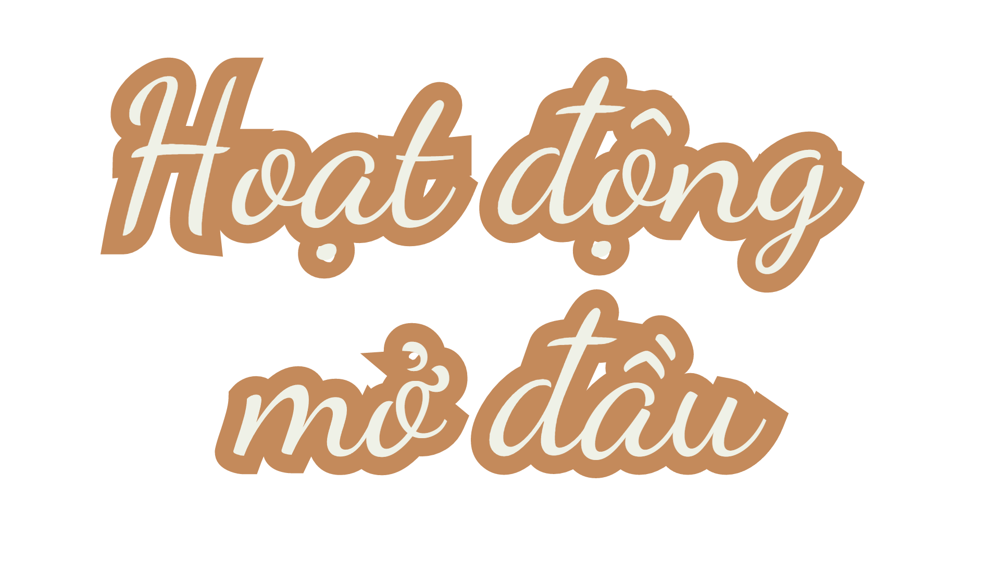 Hoạt động
mở đầu